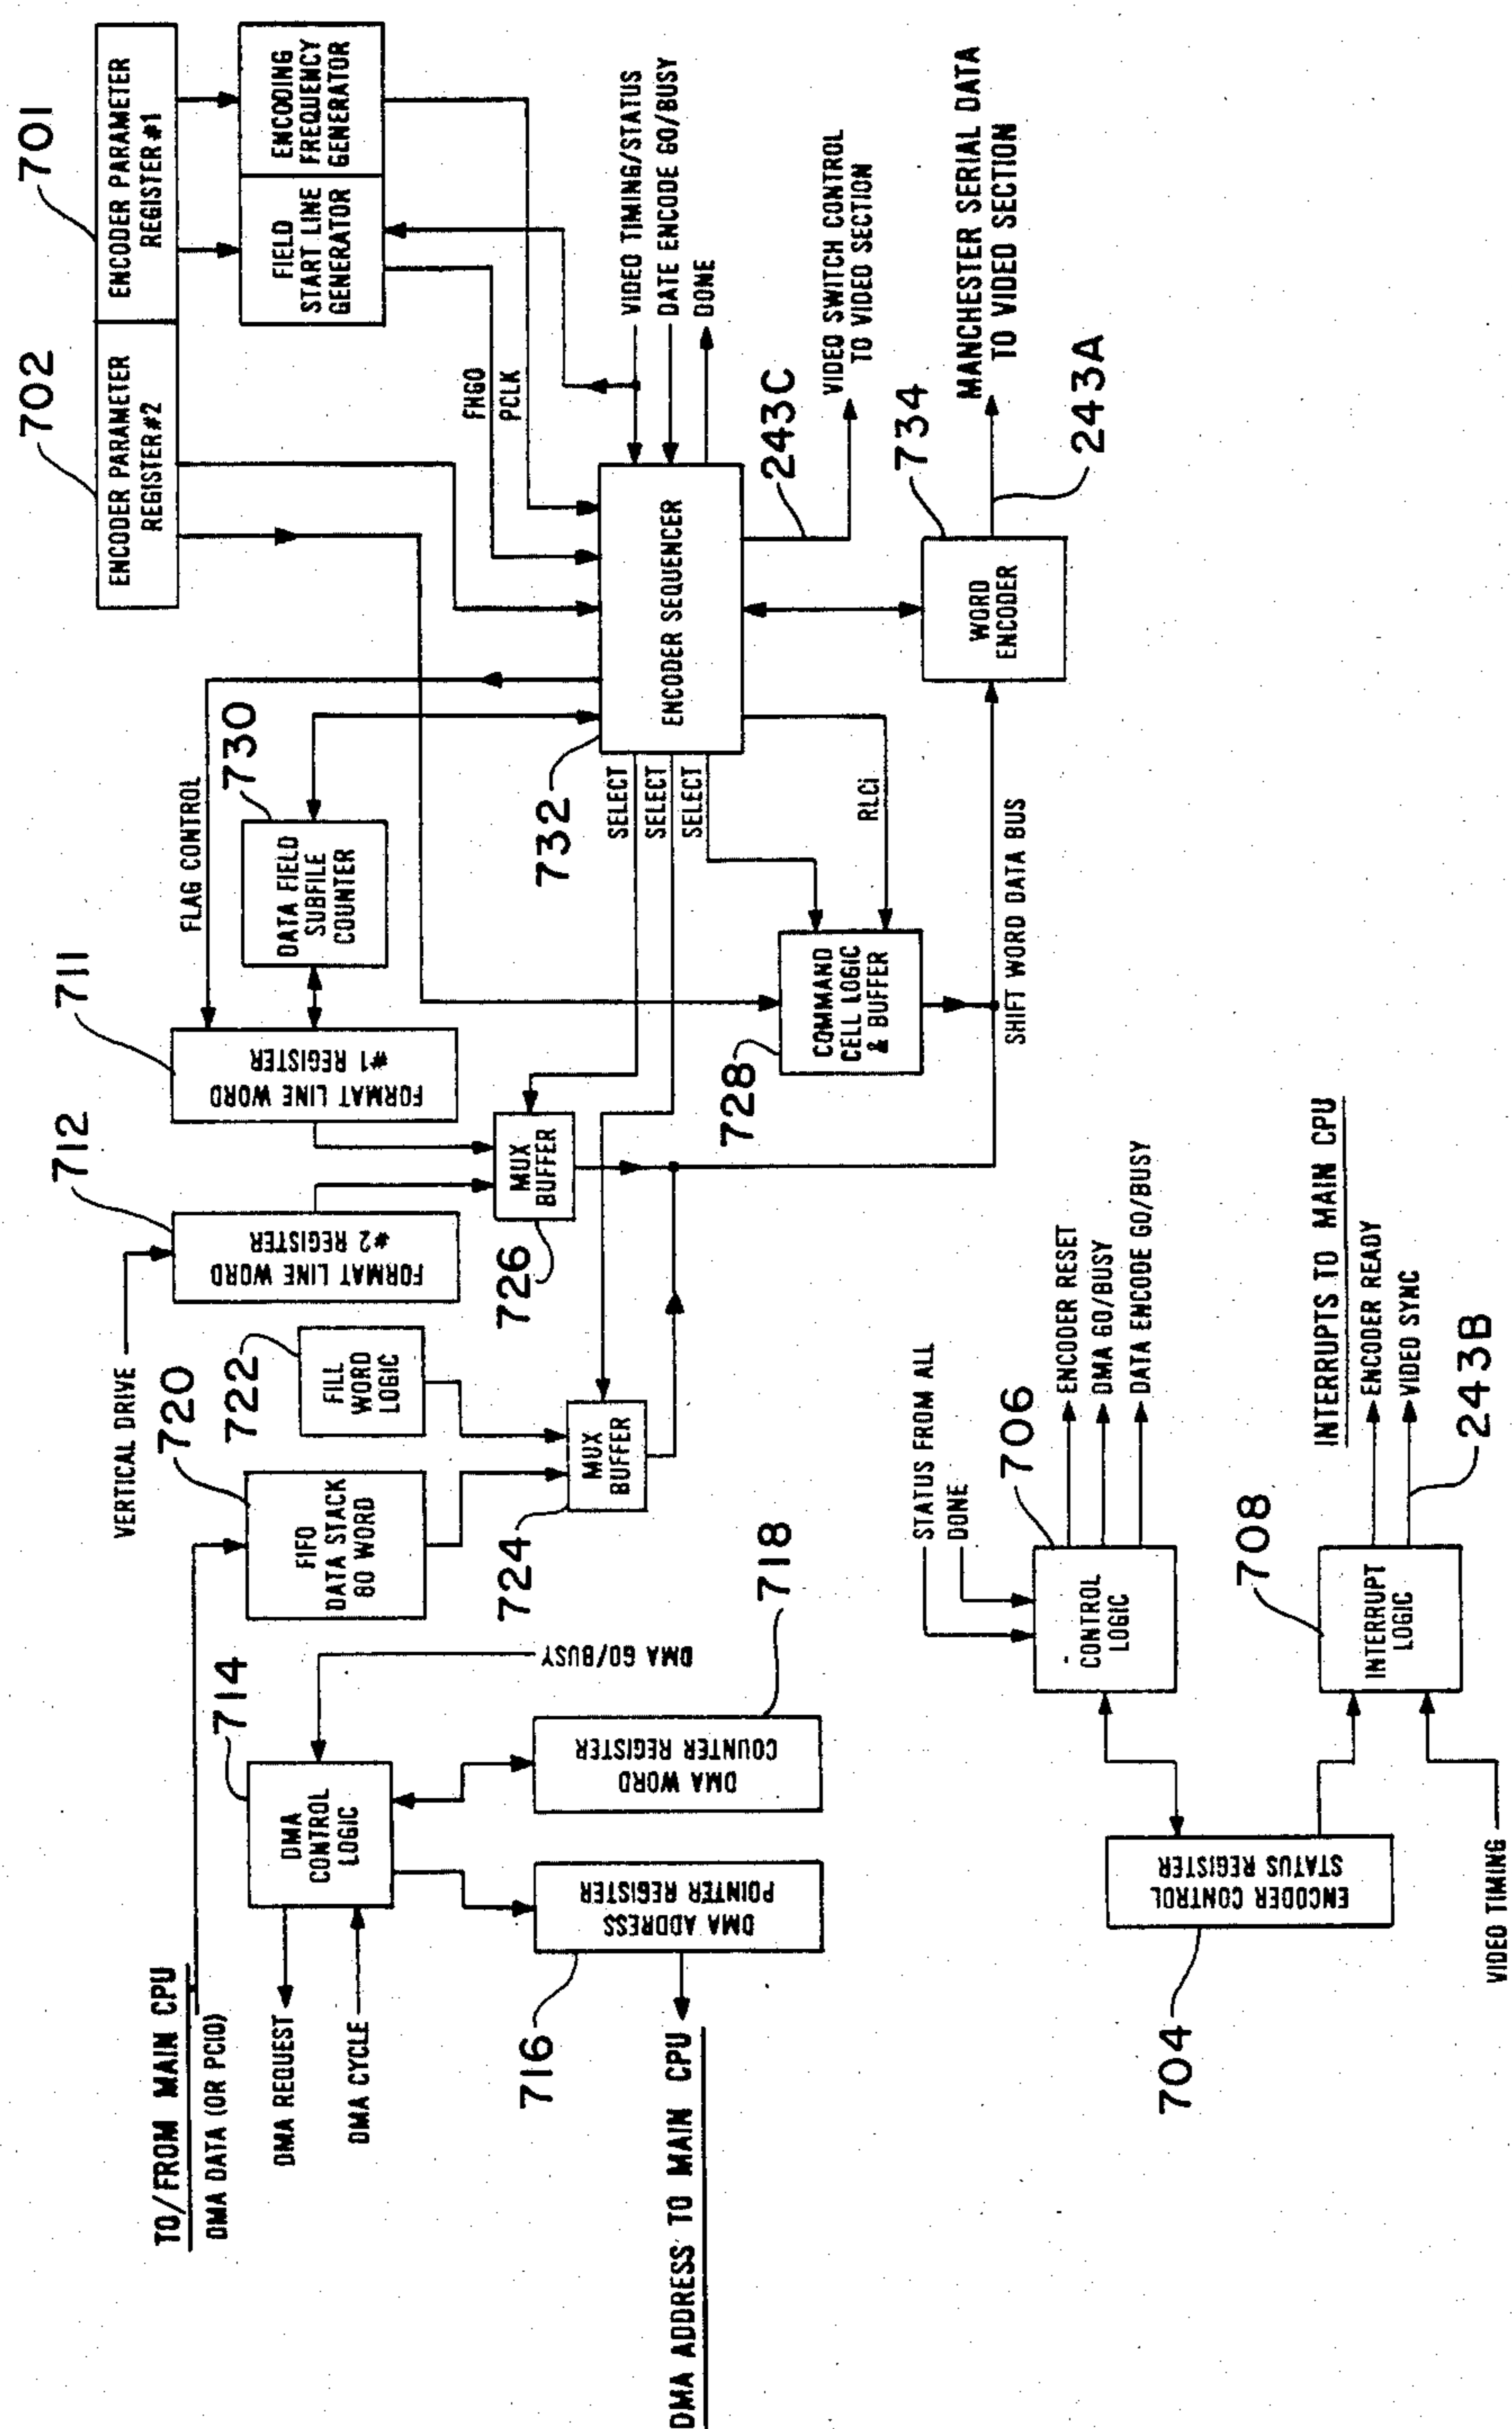 TO/FROM MAIN CPU
DMA DATA (OR PCIO)
DMA REQUEST
DMA CYCLE
714
DMA
CONTROL
LOGIC
DMA GO/BUSY
716
DMA ADDRESS
POINTER REGISTER
718
DMA WORD
COUNTER REGISTER
DMA ADDRESS TO MAIN CPU
VERTICAL DRIVE
720
FIFO
DATA STACK
80 WORD
722
FILL
WORD
LOGIC
724
MUX
BUFFER
712
FORMAT LINE WORD
#2 REGISTER
711
FORMAT LINE WORD
#1 REGISTER
726
MUX
BUFFER
FLAG CONTROL
730
DATA FIELD
SUBFILE
COUNTER
702
ENCODER PARAMETER
REGISTER #2
701
ENCODER PARAMETER
REGISTER #1
FIELD
START LINE
GENERATOR
ENCODING
FREQUENCY
GENERATOR
FHGO
PCLK
732
ENCODER SEQUENCER
SELECT
SELECT
SELECT
VIDEO TIMING/STATUS
DATE ENCODE GO/BUSY
DONE
243C
VIDEO SWITCH CONTROL
TO VIDEO SECTION
RLCi
728
COMMAND
CELL LOGIC
& BUFFER
SHIFT WORD DATA BUS
734
WORD
ENCODER
MANCHESTER SERIAL DATA
TO VIDEO SECTION
243A
STATUS FROM ALL
DONE
706
CONTROL
LOGIC
ENCODER RESET
DMA GO/BUSY
DATA ENCODE GO/BUSY
704
ENCODER CONTROL
STATUS REGISTER
708
INTERRUPT
LOGIC
INTERRUPTS TO MAIN CPU
ENCODER READY
VIDEO SYNC
243B
VIDEO TIMING